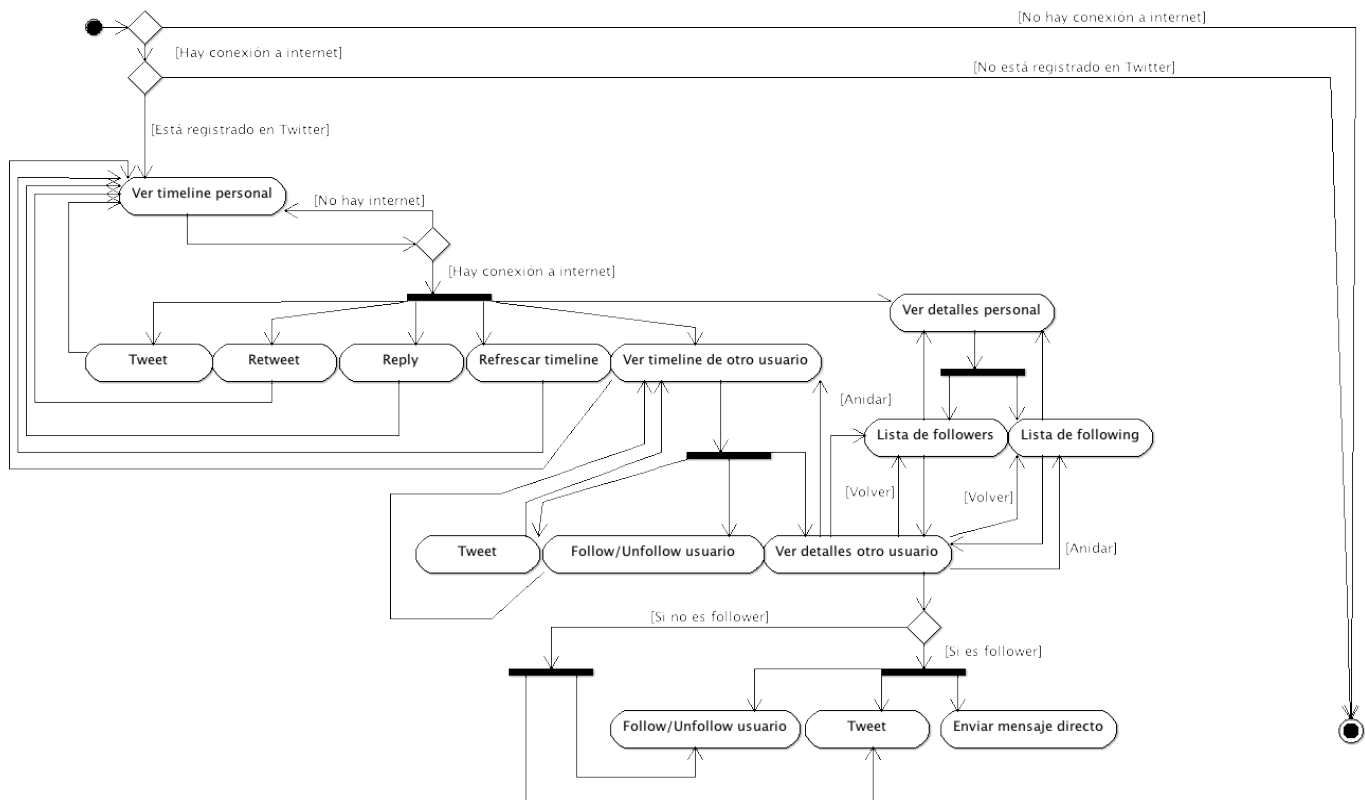 [No hay conexión a internet]
[Hay conexión a internet]
[No está registrado en Twitter]
[Está registrado en Twitter]
Ver timeline personal
[No hay internet]
[Hay conexión a internet]
Ver detalles personal
Tweet
Retweet
Reply
Refrescar timeline
Ver timeline de otro usuario
[Anidar]
Lista de followers
Lista de following
[Volver]
[Volver]
Tweet
Follow/Unfollow usuario
Ver detalles otro usuario
[Anidar]
[Si no es follower]
[Si es follower]
Follow/Unfollow usuario
Tweet
Enviar mensaje directo